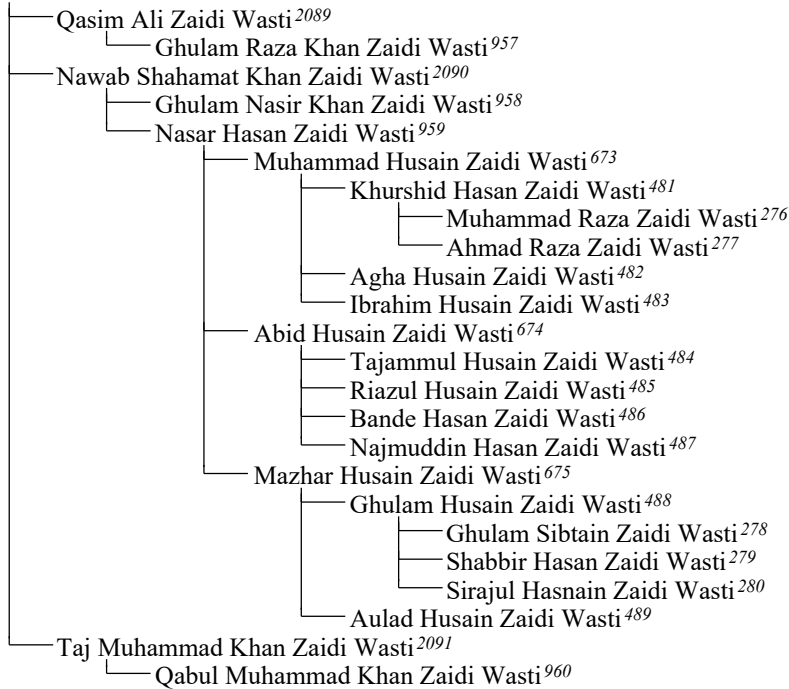 Qasim Ali Zaidi Wasti 2089
Ghulam Raza Khan Zaidi Wasti 957
Nawab Shahamat Khan Zaidi Wasti 2090
Ghulam Nasir Khan Zaidi Wasti 958
Nasar Hasan Zaidi Wasti 959
Muhammad Husain Zaidi Wasti 673
Khurshid Hasan Zaidi Wasti 481
Muhammad Raza Zaidi Wasti 276
Ahmad Raza Zaidi Wasti 277
Agha Husain Zaidi Wasti 482
Ibrahim Husain Zaidi Wasti 483
Abid Husain Zaidi Wasti 674
Tajammul Husain Zaidi Wasti 484
Riazul Husain Zaidi Wasti 485
Bande Hasan Zaidi Wasti 486
Najmuddin Hasan Zaidi Wasti 487
Mazhar Husain Zaidi Wasti 675
Ghulam Husain Zaidi Wasti 488
Ghulam Sibtain Zaidi Wasti 278
Shabbir Hasan Zaidi Wasti 279
Sirajul Hasnain Zaidi Wasti 280
Aulad Husain Zaidi Wasti 489
Taj Muhammad Khan Zaidi Wasti 2091
Qabul Muhammad Khan Zaidi Wasti 960